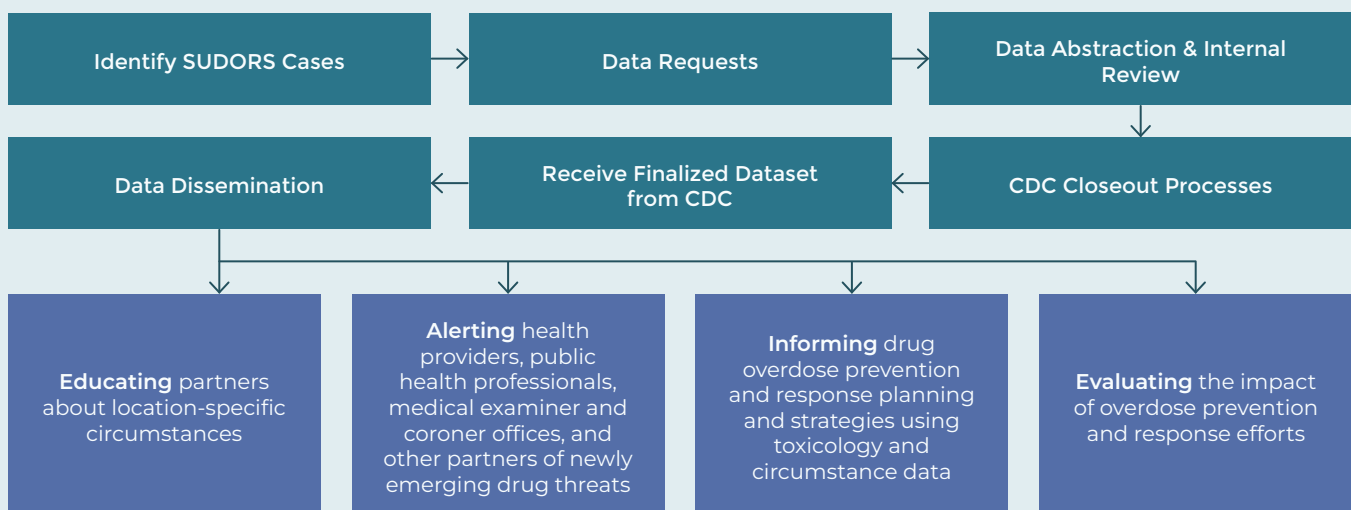 Identify SUDORS Cases
Data Requests
Data Abstraction & Internal
Review
CDC Closeout Processes
Receive Finalized Dataset
from CDC
Data Dissemination
Educating partners
about location-specific
circumstances
Alerting health
providers, public
health professionals,
medical examiner and
coroner offices, and
other partners of newly
emerging drug threats
Informing drug
overdose prevention
and response planning
and strategies using
toxicology and
circumstance data
Evaluating the impact
of overdose prevention
and response efforts